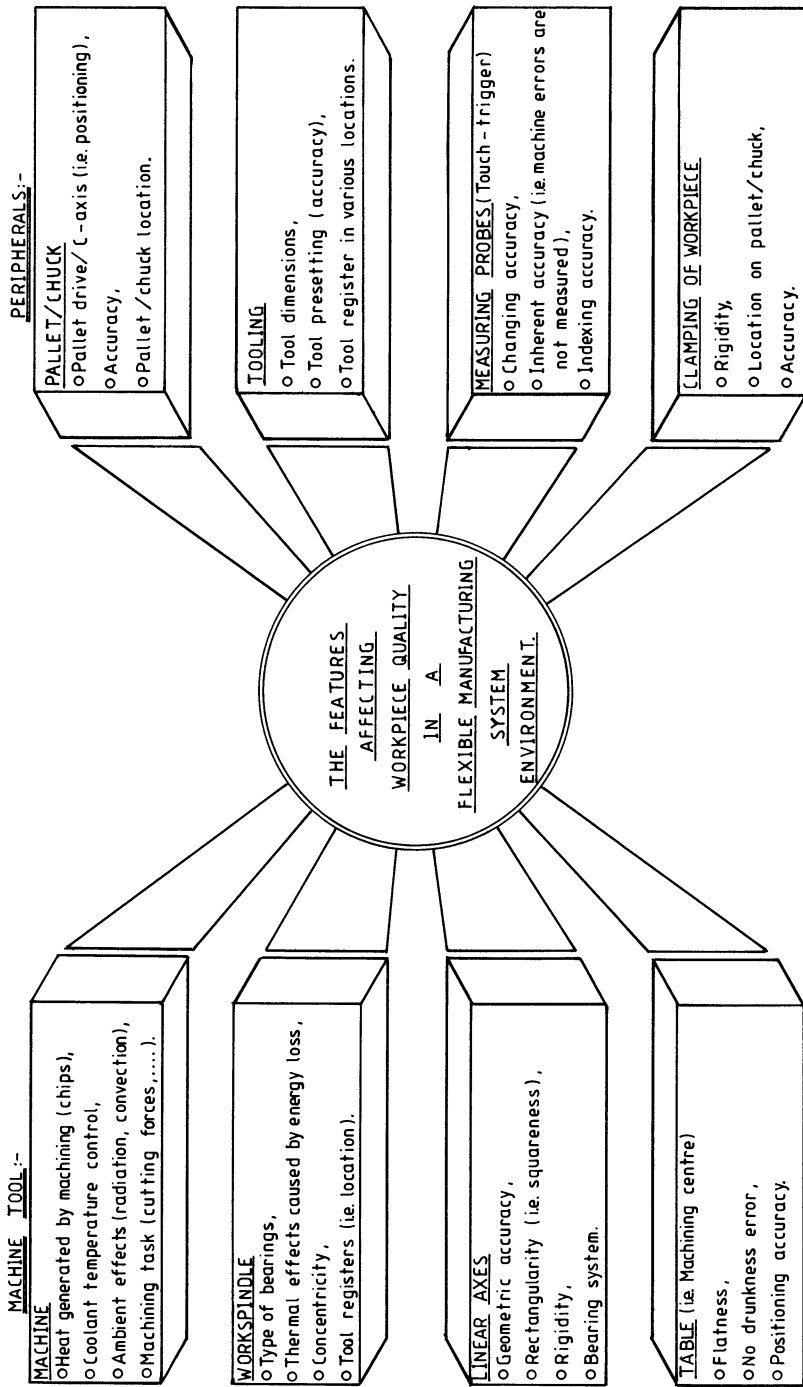 MACHINE TOOL:-
MACHINE
o Heat generated by machining (chips),
o Coolant temperature control,
o Ambient effects (radiation, convection),
o Machining task (cutting forces,....).
WORKSPINDLE
o Type of bearings,
o Thermal effects caused by energy loss,
o Concentricity,
o Tool registers (i.e. location).
LINEAR AXES
o Geometric accuracy,
o Rectangularity (i.e. squareness),
o Rigidity,
o Bearing system.
TABLE (i.e. Machining centre)
o Flatness,
o No drunkness error,
o Positioning accuracy.
THE FEATURES
AFFECTING
WORKPIECE QUALITY
IN A
FLEXIBLE MANUFACTURING
SYSTEM
ENVIRONMENT.
PERIPHERALS:-
PALLET/CHUCK
o Pallet drive/C-axis (i.e. positioning),
o Accuracy,
o Pallet/chuck location.
TOOLING
o Tool dimensions,
o Tool presetting (accuracy),
o Tool register in various locations.
MEASURING PROBES (Touch-trigger)
o Changing accuracy,
o Inherent accuracy (i.e. machine errors are
not measured),
o Indexing accuracy.
CLAMPING OF WORKPIECE
o Rigidity,
o Location on pallet/chuck,
o Accuracy.